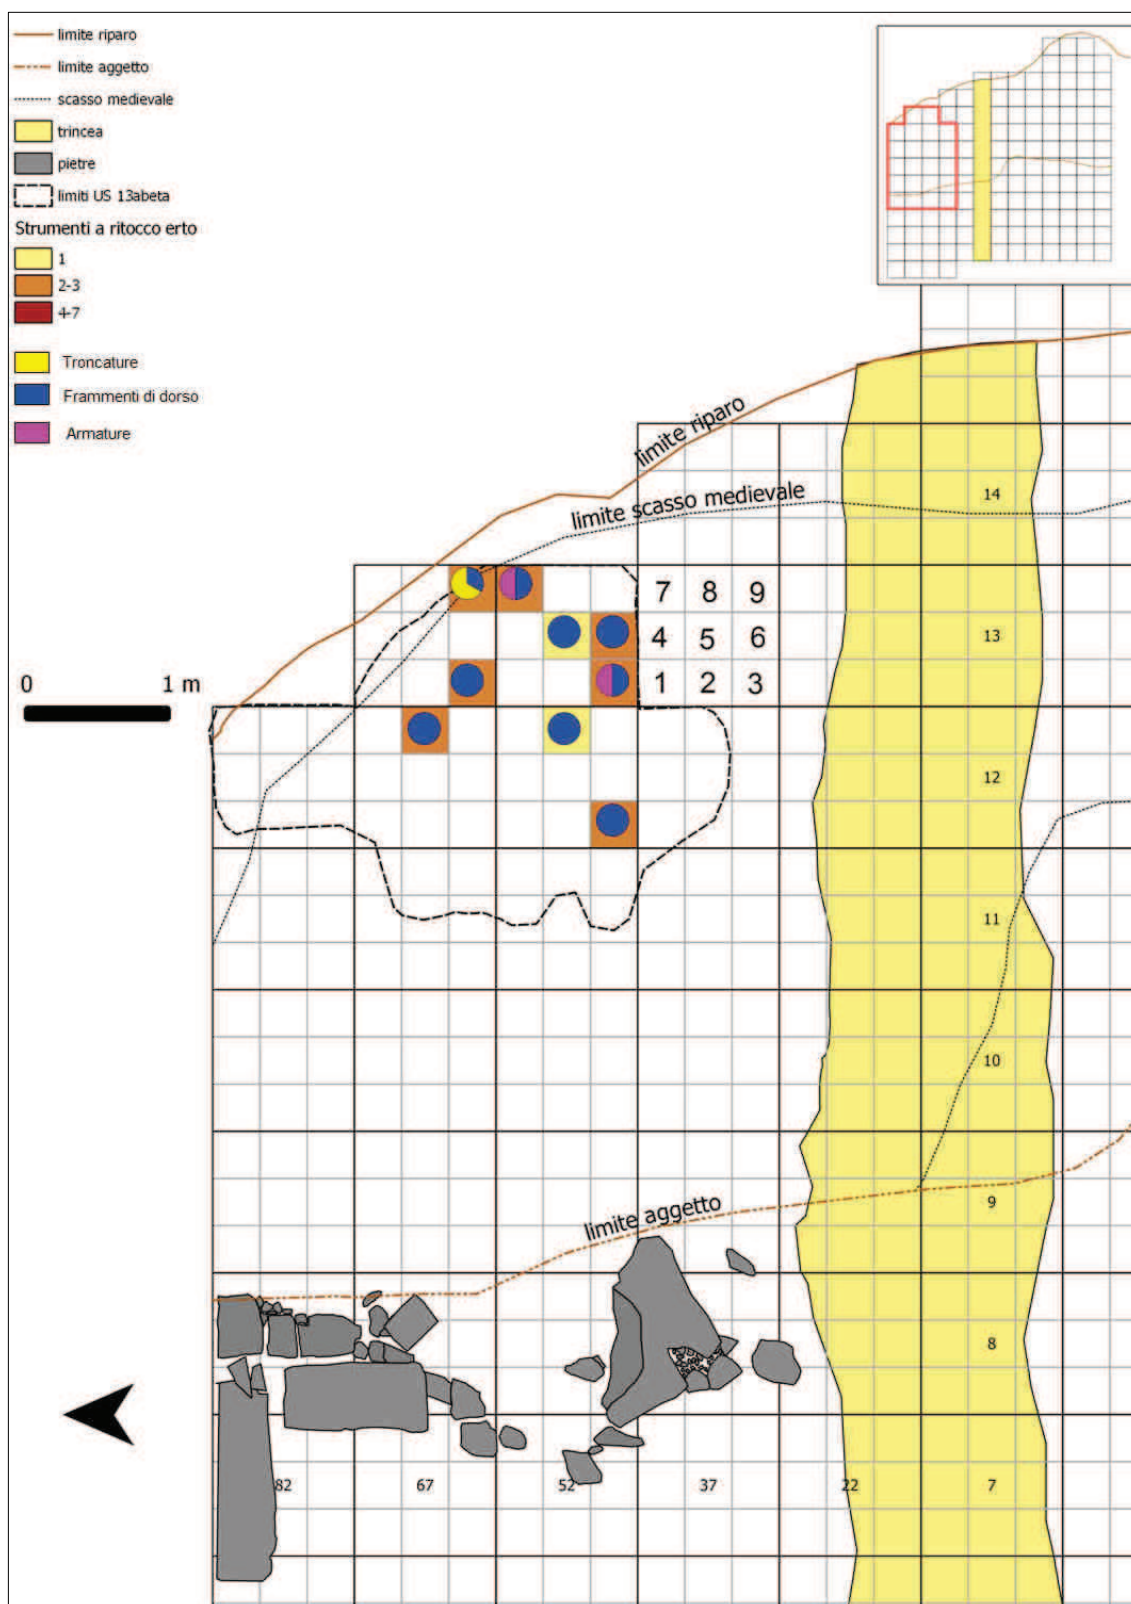 limite riparo
limite aggetto
scasso medievale
trincea
pietre
limiti US 13abeta
Strumenti a ritocco erto
1
2-3
4-7
Troncature
Frammenti di dorso
Armature
limite riparo
limite scasso medievale
14
7 8 9
4 5 6
13
1 2 3
0 1 m
12
11
10
limite aggetto
9
8
82 67 52 37 22 7